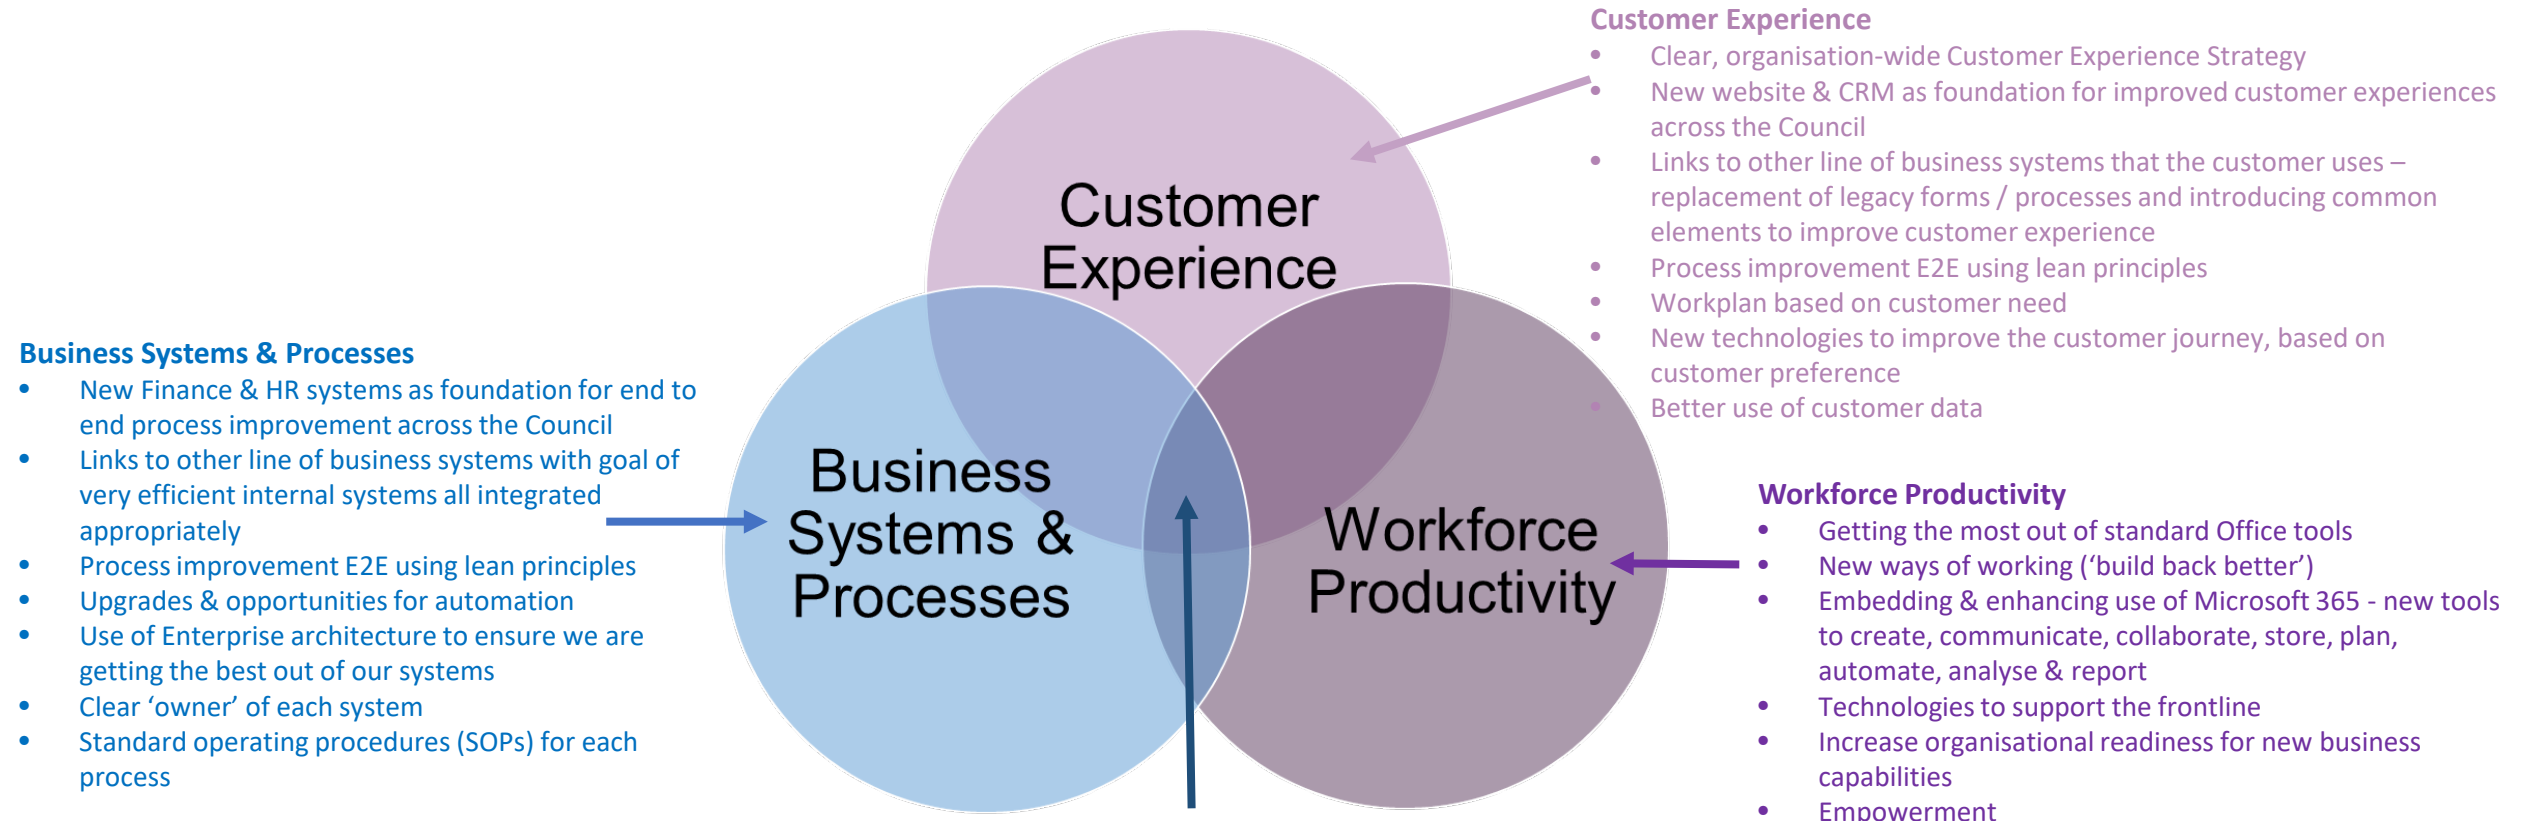 Customer Experience
• Clear, organisation-wide Customer Experience Strategy
• New website & CRM as foundation for improved customer experiences
across the Council
• Links to other line of business systems that the customer uses –
replacement of legacy forms / processes and introducing common
elements to improve customer experience
• Process improvement E2E using lean principles
• Workplan based on customer need
• New technologies to improve the customer journey, based on
customer preference
• Better use of customer data
Customer
Experience
Business Systems & Processes
• New Finance & HR systems as foundation for end to
end process improvement across the Council
• Links to other line of business systems with goal of
very efficient internal systems all integrated
appropriately
• Process improvement E2E using lean principles
• Upgrades & opportunities for automation
• Use of Enterprise architecture to ensure we are
getting the best out of our systems
• Clear ‘owner’ of each system
• Standard operating procedures (SOPs) for each
process
Business
Systems &
Processes
Workforce
Productivity
Workforce Productivity
• Getting the most out of standard Office tools
• New ways of working (‘build back better’)
• Embedding & enhancing use of Microsoft 365 - new tools
to create, communicate, collaborate, store, plan,
automate, analyse & report
• Technologies to support the frontline
• Increase organisational readiness for new business
capabilities
• Empowerment